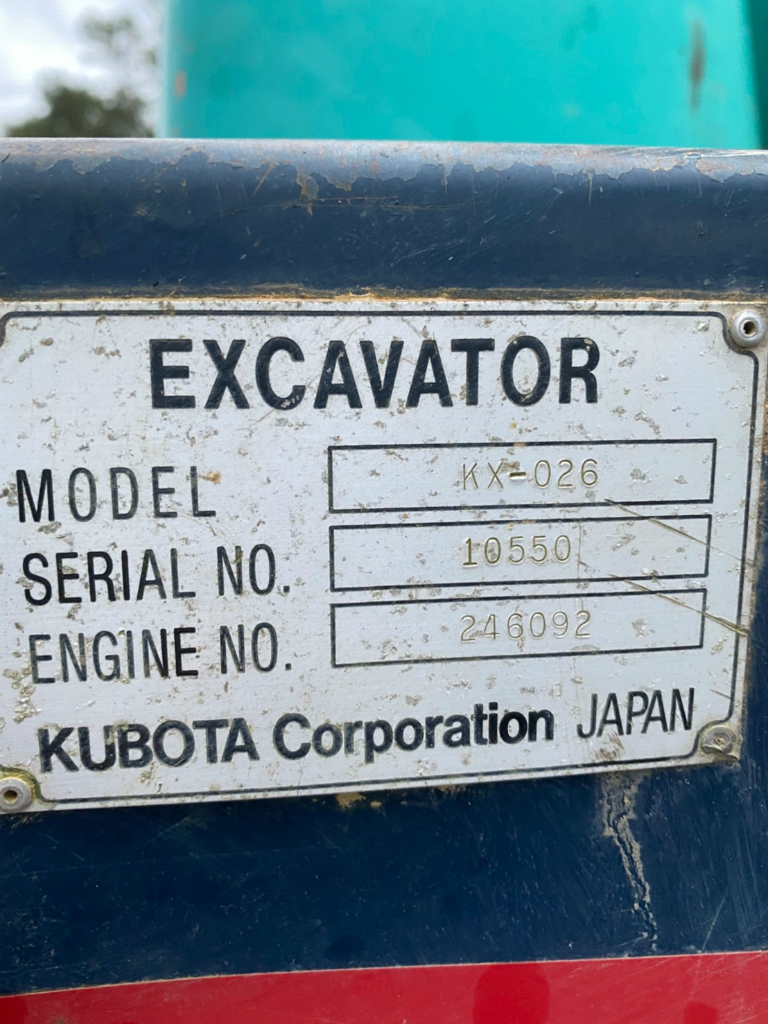 EXCAVATOR
MODEL KX-026
SERIAL NO. 10550
ENGINE NO. 246092
KUBOTA Corporation JAPAN